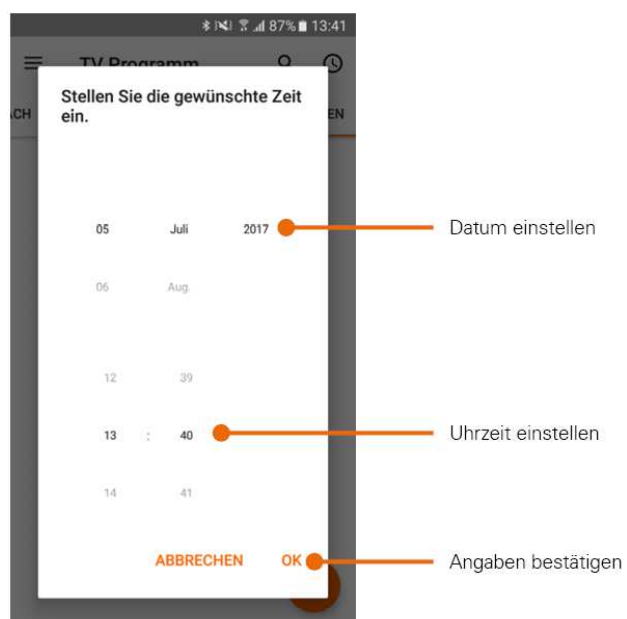 87% 13:41
TV Programm
CH
EN
Stellen Sie die gewünschte Zeit
ein.
05 Juli 2017
Datum einstellen
06 Aug.
12 39
13 : 40
Uhrzeit einstellen
14 41
ABBRECHEN OK
Angaben bestätigen